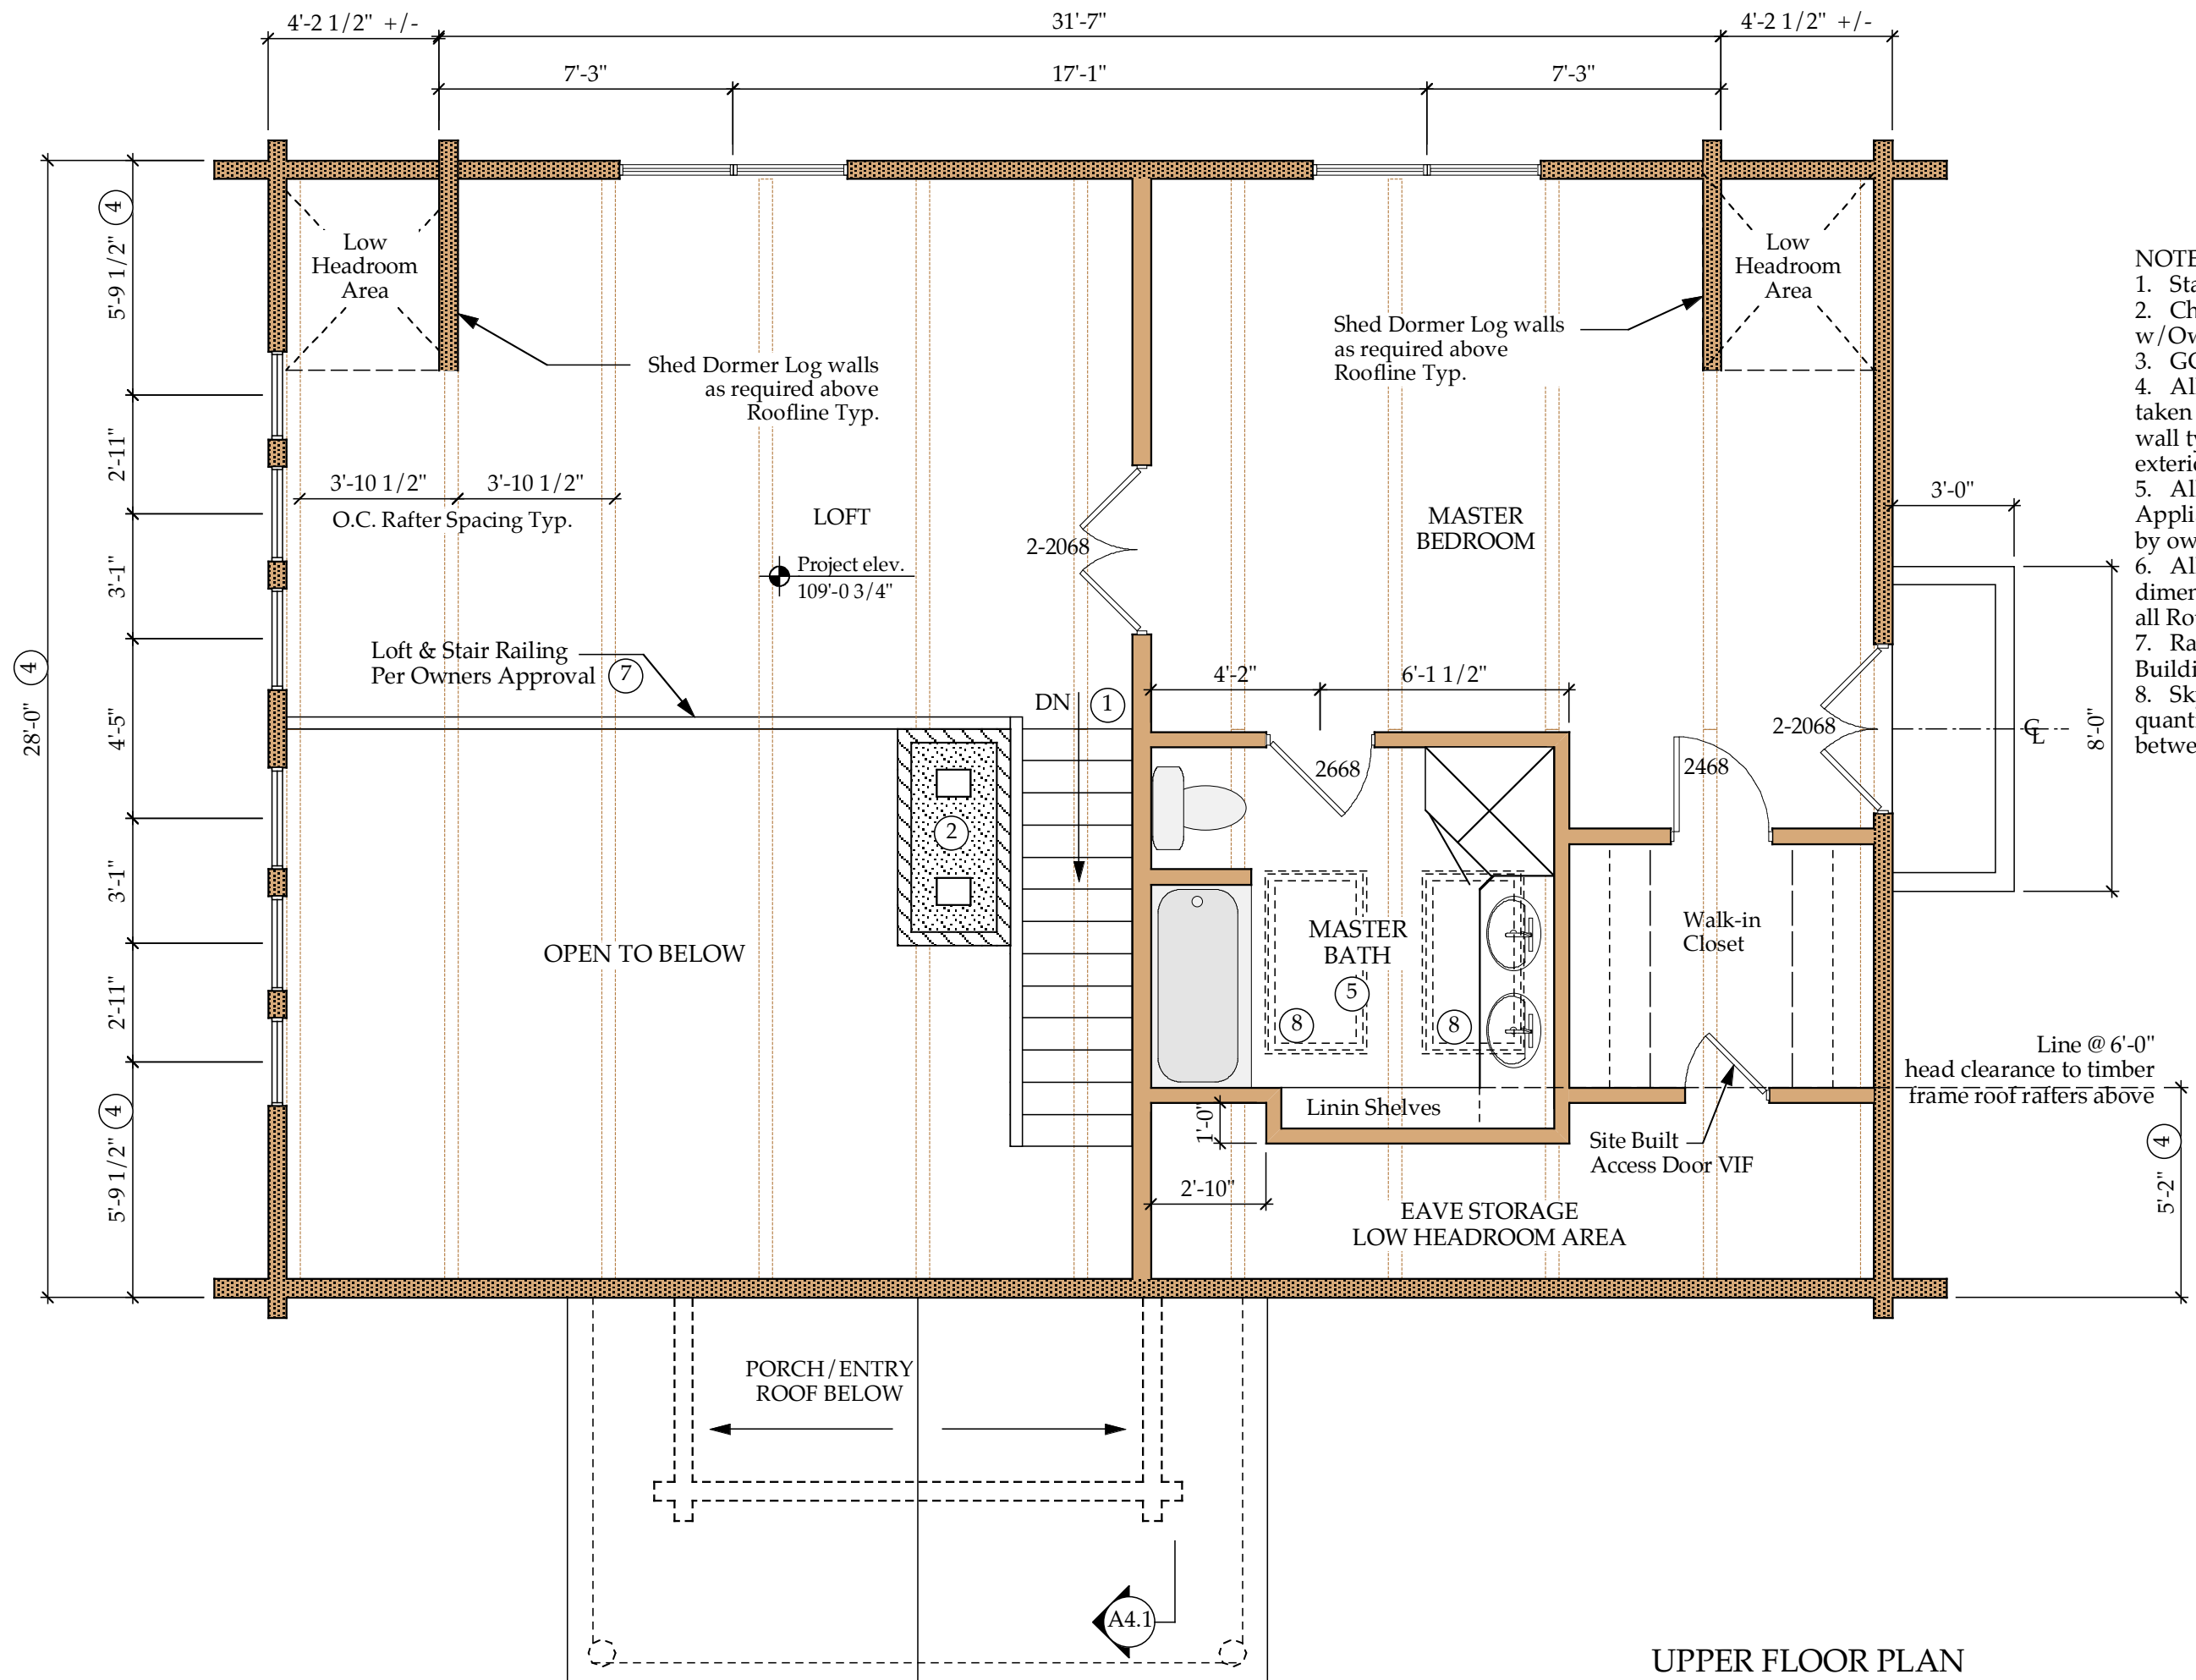 4'-2 1/2" +/-
31'-7"
4'-2 1/2" +/-
7'-3"
17'-1"
7'-3"
4
5'-9 1/2"
2'-11"
3'-1"
4'-5"
3'-1"
2'-11"
4
5'-9 1/2"
4
28'-0"
Low
Headroom
Area
Shed Dormer Log walls
as required above
Roofline Typ.
3'-10 1/2"
3'-10 1/2"
O.C. Rafter Spacing Typ.
LOFT
Project elev.
109'-0 3/4"
2-2068
Loft & Stair Railing
Per Owners Approval
7
DN
1
2
OPEN TO BELOW
Low
Headroom
Area
Shed Dormer Log walls
as required above
Roofline Typ.
MASTER
BEDROOM
4'-2"
6'-1 1/2"
2668
2468
2-2068
3'-0"
8'-0"
CL
MASTER
BATH
5
8
8
Walk-in
Closet
Linin Shelves
1'-0"
2'-10"
Site Built
Access Door VIF
EAVE STORAGE
LOW HEADROOM AREA
Line @ 6'-0"
head clearance to timber
frame roof rafters above
4
5'-2"
1.
2.
3.
4.
taken
5.
6.
7.
8.
PORCH/ENTRY
ROOF BELOW
A4.1
UPPER FLOOR PLAN